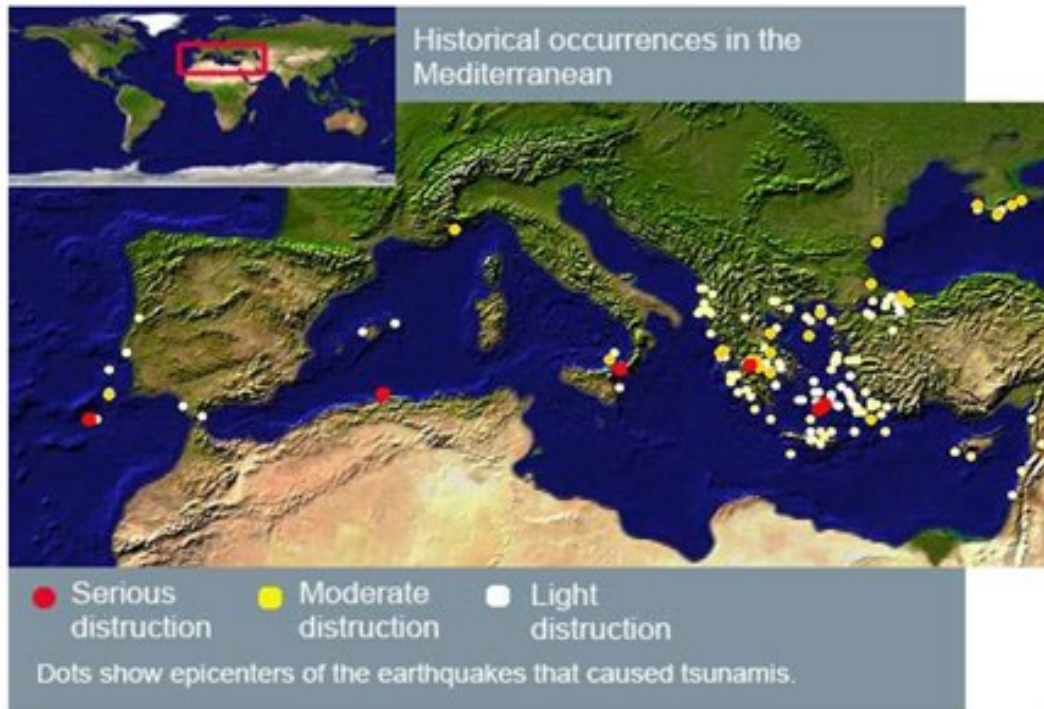 Historical occurrences in the
Mediterranean
Serious
distruction
Moderate
distruction
Light
distruction
Dots show epicenters of the earthquakes that caused tsunamis.